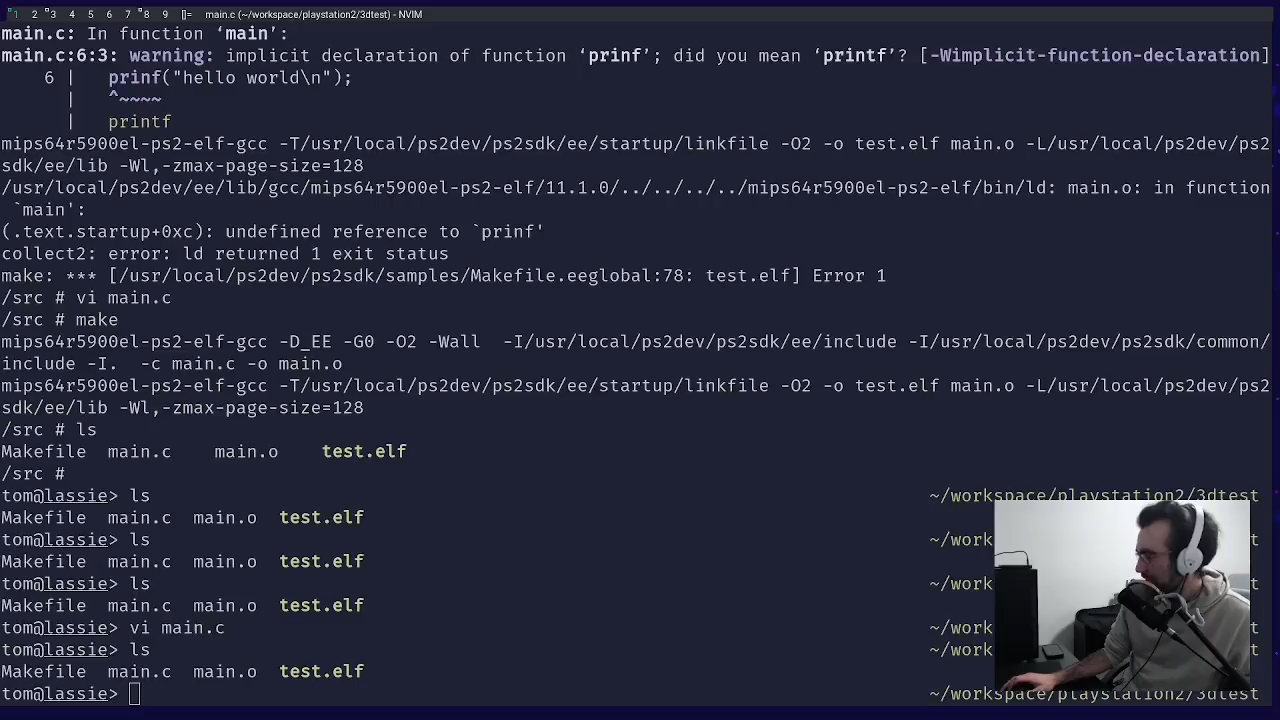 1 2 3 4 5 6 7 8 9 []= main.c (~/workspace/playstation2/3dtest) - NVIM
main.c: In function ‘main’:
main.c:6:3: warning: implicit declaration of function ‘prinf’; did you mean ‘printf’? [-Wimplicit-function-declaration]
6 | prinf("hello world\n");
| ^~~~~
| printf
mips64r5900el-ps2-elf-gcc -T/usr/local/ps2dev/ps2sdk/ee/startup/linkfile -O2 -o test.elf main.o -L/usr/local/ps2dev/ps2
sdk/ee/lib -Wl,-zmax-page-size=128
/usr/local/ps2dev/ee/lib/gcc/mips64r5900el-ps2-elf/11.1.0/../../../../mips64r5900el-ps2-elf/bin/ld: main.o: in function
`main':
(.text.startup+0xc): undefined reference to `prinf'
collect2: error: ld returned 1 exit status
make: *** [/usr/local/ps2dev/ps2sdk/samples/Makefile.eeglobal:78: test.elf] Error 1
/src # vi main.c
/src # make
mips64r5900el-ps2-elf-gcc -D_EE -G0 -O2 -Wall -I/usr/local/ps2dev/ps2sdk/ee/include -I/usr/local/ps2dev/ps2sdk/common/
include -I. -c main.c -o main.o
mips64r5900el-ps2-elf-gcc -T/usr/local/ps2dev/ps2sdk/ee/startup/linkfile -O2 -o test.elf main.o -L/usr/local/ps2dev/ps2
sdk/ee/lib -Wl,-zmax-page-size=128
/src # ls
Makefile main.c main.o test.elf
/src #
tom@lassie> ls ~/workspace/playstation2/3dtest
Makefile main.c main.o test.elf
tom@lassie> ls ~/work t
Makefile main.c main.o test.elf
tom@lassie> ls ~/work
Makefile main.c main.o test.elf
tom@lassie> vi main.c ~/work
tom@lassie> ls ~/work
Makefile main.c main.o test.elf
tom@lassie> ~/workspace/playstation2/3dtest